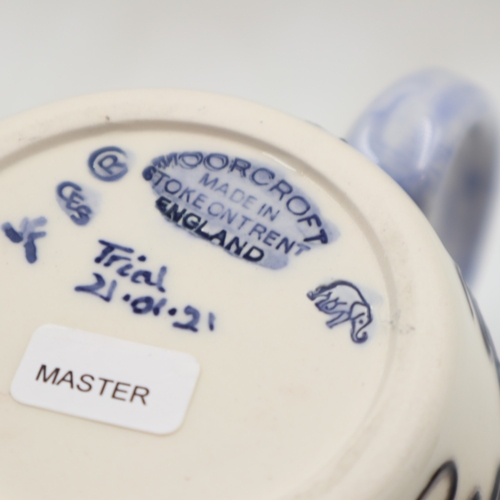 MOORCROFT
MADE IN
STOKE ON TRENT
ENGLAND
Trial
21.01.21
MASTER